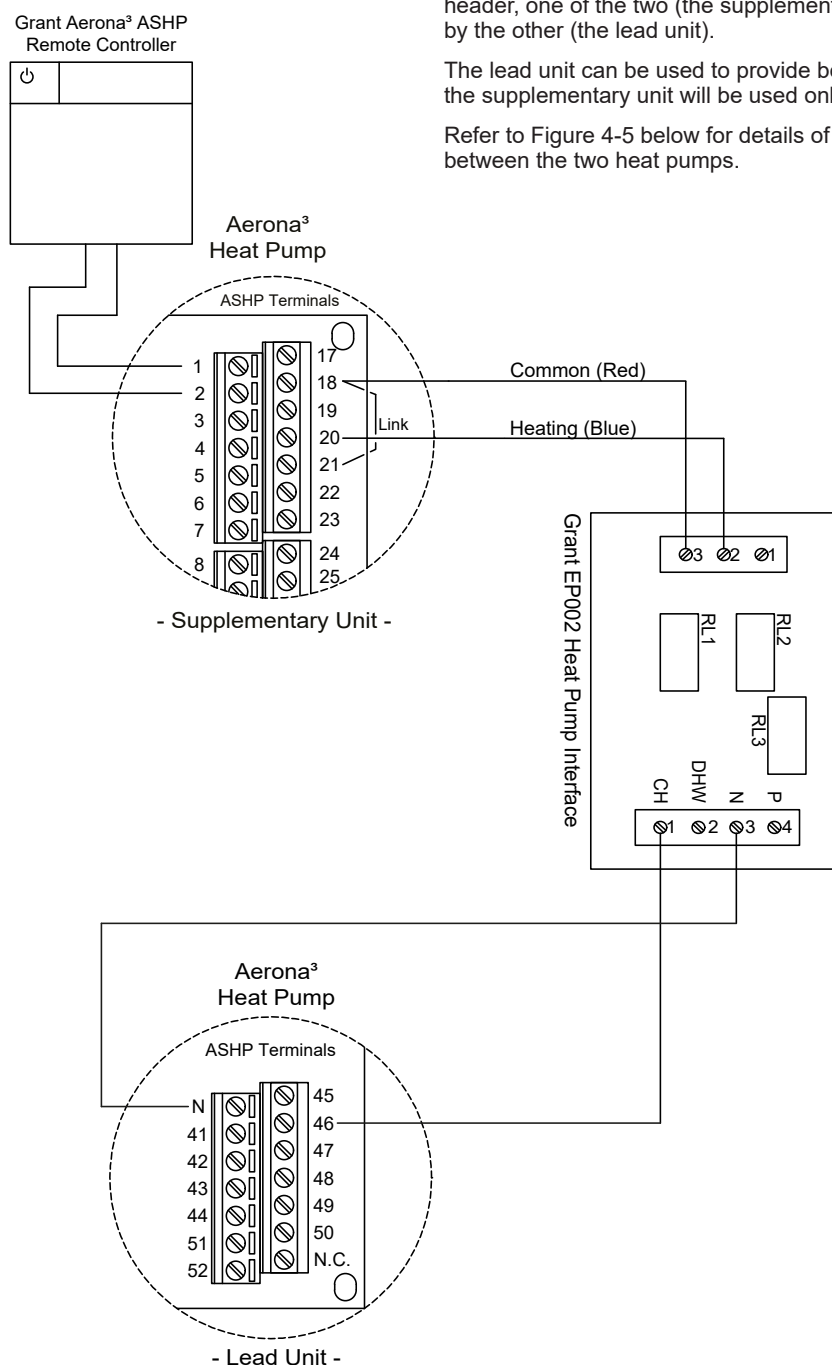 header, one of the two (the supplement
by the other (the lead unit).
The lead unit can be used to provide
the supplementary unit will be used
Refer to Figure 4-5 below for details of
between the two heat pumps.
Grant Aerona³ ASHP
Remote Controller
Aerona³
Heat Pump
ASHP Terminals
1
2
3
4
5
6
7
8
17
18
19
20
21
22
23
24
25
Link
Common (Red)
Heating (Blue)
- Supplementary Unit -
Grant EP002 Heat Pump Interface
3 2 1
RL1
RL2
RL3
CH DHW N P
1 2 3 4
Aerona³
Heat Pump
ASHP Terminals
N
41
42
43
44
51
52
45
46
47
48
49
50
N.C.
- Lead Unit -